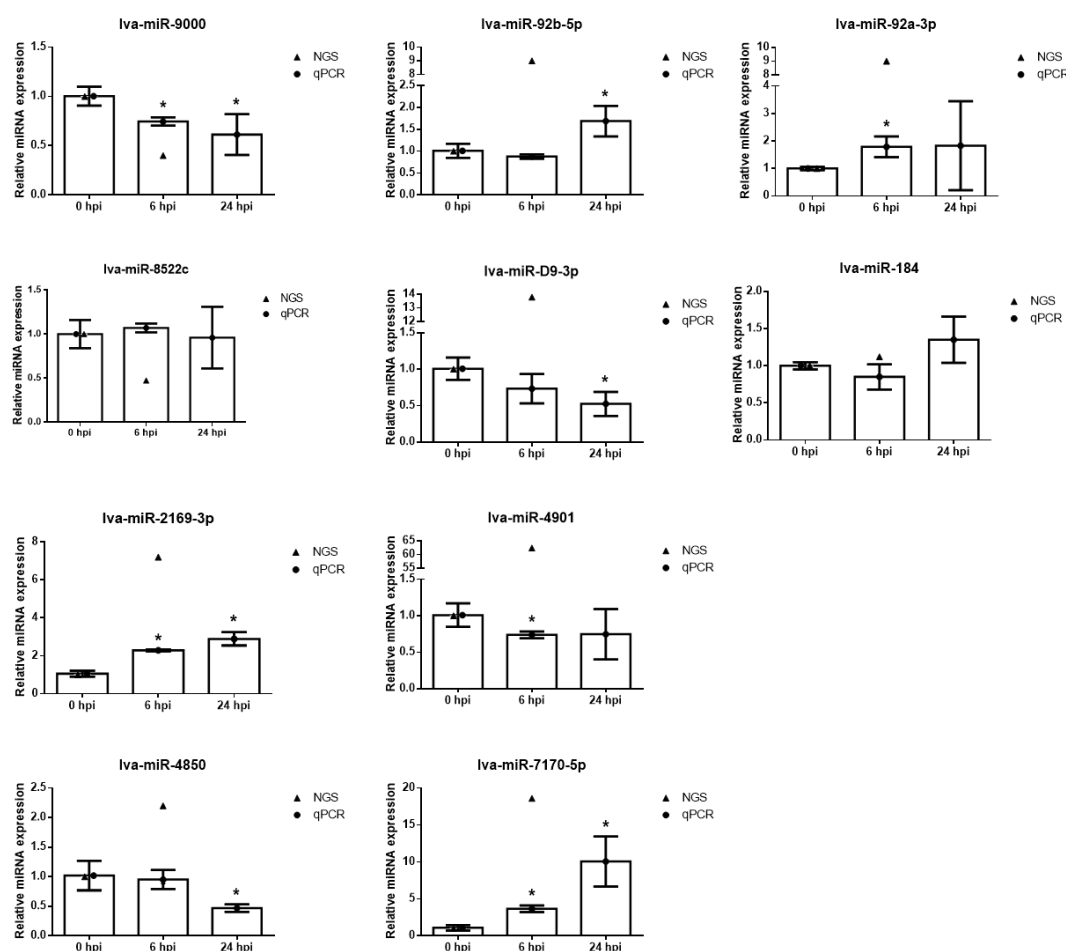 lva-miR-9000
Relative miRNA expression
1.5
1.0
0.5
0.0
* *
0 hpi 6 hpi 24 hpi
NGS
qPCR
lva-miR-92b-5p
Relative miRNA expression
10
9
8
2.5
2.0
1.5
1.0
0.5
0.0
*
0 hpi 6 hpi 24 hpi
NGS
qPCR
lva-miR-92a-3p
Relative miRNA expression
10
9
8
4
3
2
1
0
*
0 hpi 6 hpi 24 hpi
NGS
qPCR
lva-miR-8522c
Relative miRNA expression
1.5
1.0
0.5
0.0
0 hpi 6 hpi 24 hpi
NGS
qPCR
lva-miR-D9-3p
Relative miRNA expression
14
13
12
1.5
1.0
0.5
0.0
*
0 hpi 6 hpi 24 hpi
NGS
qPCR
lva-miR-184
Relative miRNA expression
2.0
1.5
1.0
0.5
0.0
0 hpi 6 hpi 24 hpi
NGS
qPCR
lva-miR-2169-3p
Relative miRNA expression
8
6
4
2
0
* *
0 hpi 6 hpi 24 hpi
NGS
qPCR
lva-miR-4901
Relative miRNA expression
65
60
55
1.5
1.0
0.5
0.0
*
0 hpi 6 hpi 24 hpi
NGS
qPCR
lva-miR-4850
Relative miRNA expression
2.5
2.0
1.5
1.0
0.5
0.0
*
0 hpi 6 hpi 24 hpi
NGS
qPCR
lva-miR-7170-5p
Relative miRNA expression
20
15
10
5
0
* *
0 hpi 6 hpi 24 hpi
NGS
qPCR